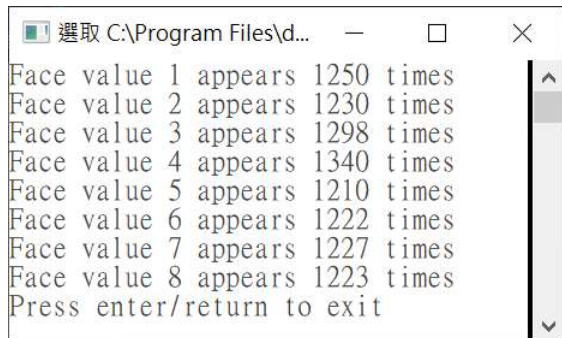 選取 C:\Program Files\d...
Face value 1 appears 1250 times
Face value 2 appears 1230 times
Face value 3 appears 1298 times
Face value 4 appears 1340 times
Face value 5 appears 1210 times
Face value 6 appears 1222 times
Face value 7 appears 1227 times
Face value 8 appears 1223 times
Press enter/return to exit